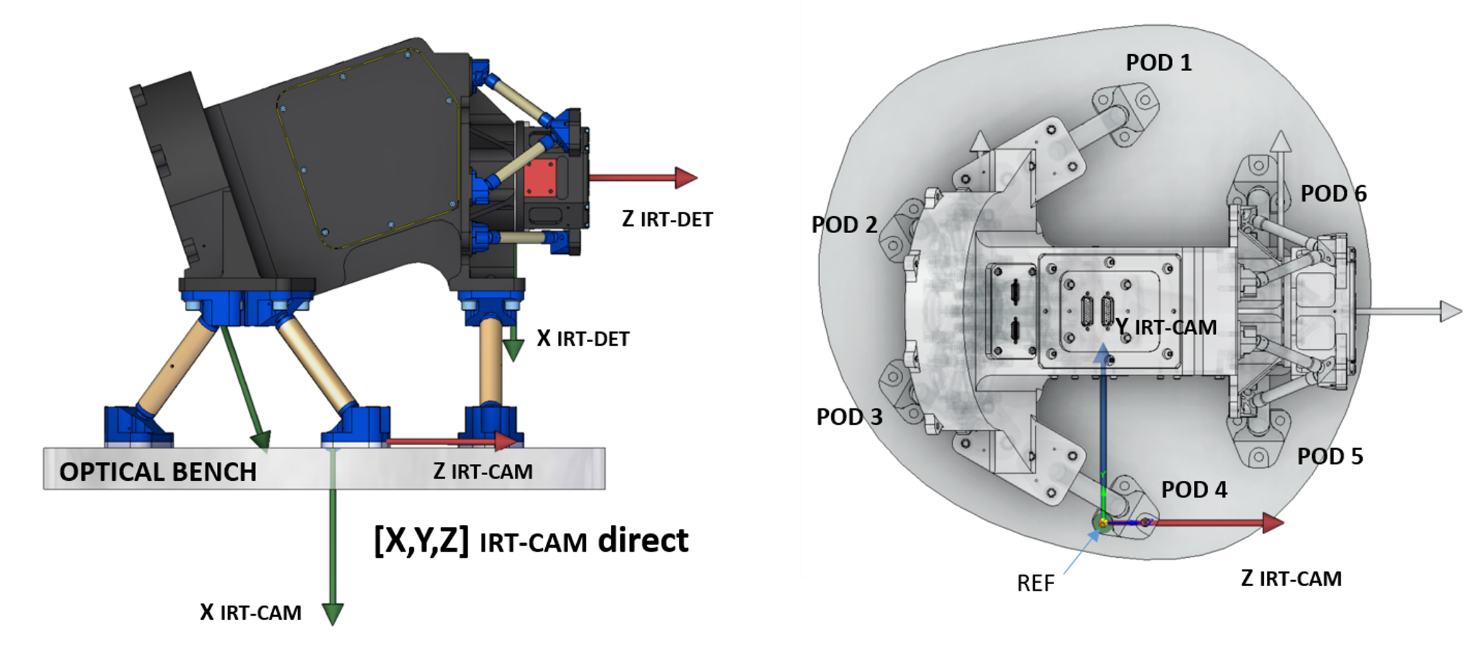 Z IRT-DET
X IRT-DET
OPTICAL BENCH
Z IRT-CAM
[X,Y,Z] IRT-CAM direct
X IRT-CAM
POD 1
POD 6
POD 2
Y IRT-CAM
POD 3
POD 5
POD 4
REF
Z IRT-CAM